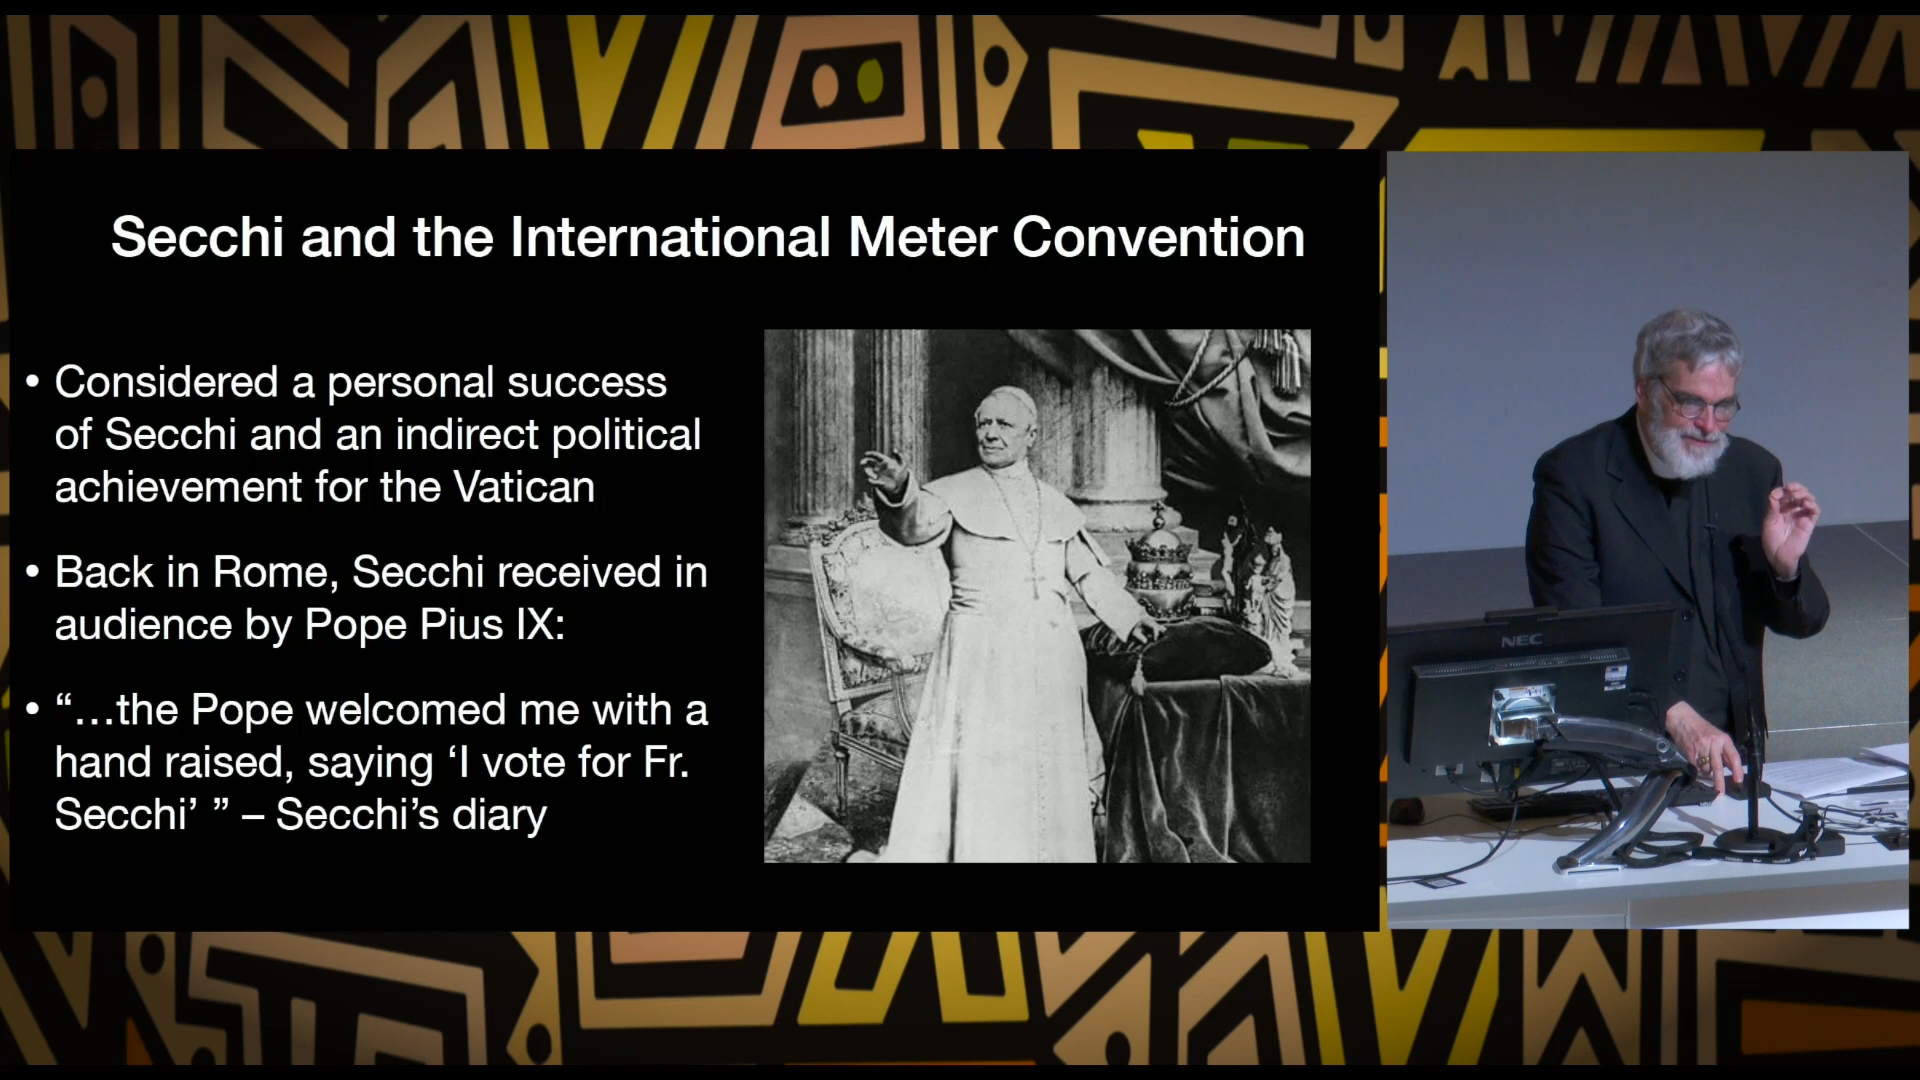 Secchi and the International Meter Convention
• Considered a personal success
of Secchi and an indirect political
achievement for the Vatican
• Back in Rome, Secchi received in
audience by Pope Pius IX:
• “…the Pope welcomed me with a
hand raised, saying ‘I vote for Fr.
Secchi’ ” – Secchi’s diary
NEC